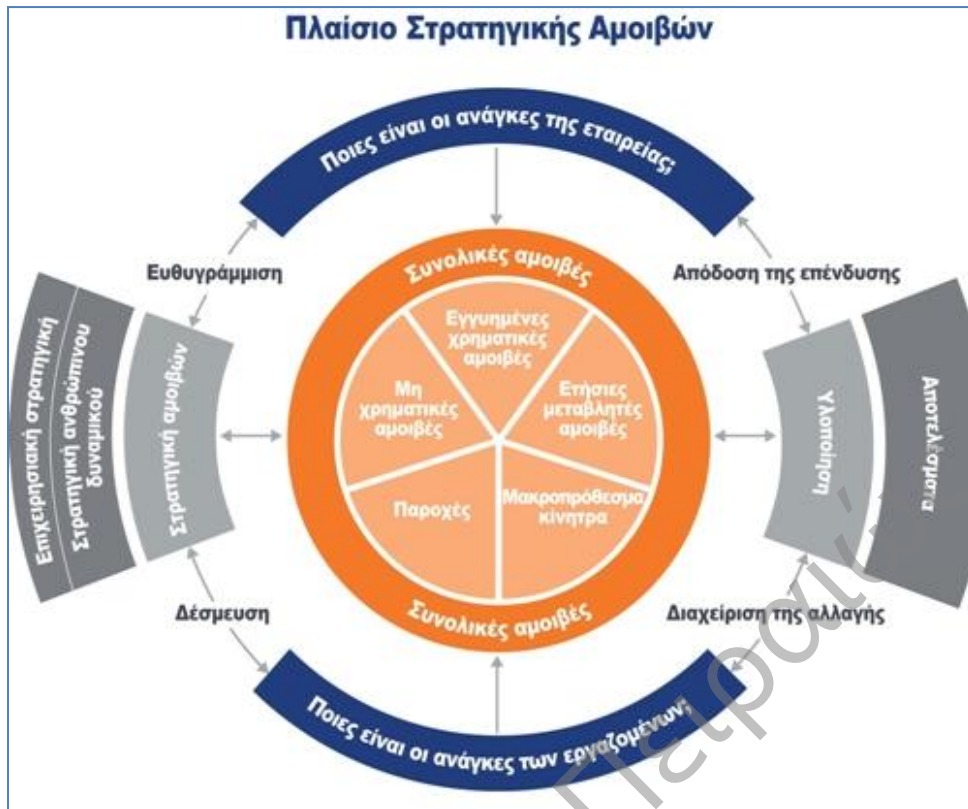 Πλαίσιο Στρατηγικής Αμοιβών
Ποιες είναι οι ανάγκες της εταιρείας;
Ευθυγράμμιση
Απόδοση της επένδυσης
Επιχειρησιακή στρατηγική
Στρατηγική ανθρώπινου
δυναμικού
Στρατηγική αμοιβών
Συνολικές αμοιβές
Εγγυημένες
χρηματικές
αμοιβές
Μη
χρηματικές
αμοιβές
Ετήσιες
μεταβλητές
αμοιβές
Παροχές
Μακροπρόθεσμα
κίνητρα
Συνολικές αμοιβές
Υλοποίηση
Αποτελέσματα
Δέσμευση
Διαχείριση της αλλαγής
Ποιες είναι οι ανάγκες των εργαζομένων;